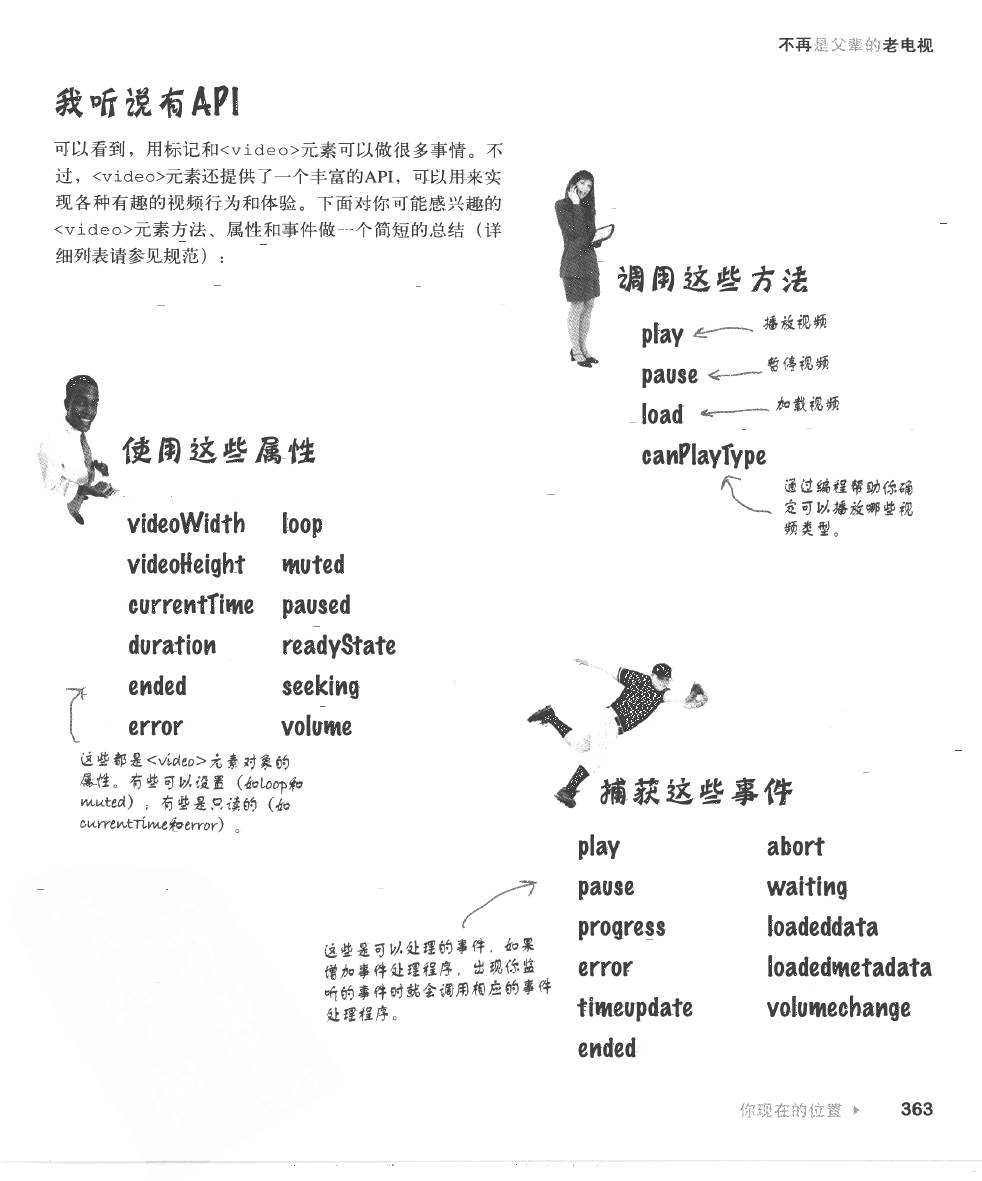 不再是父辈的老电视
我听说有API
可以看到，用标记和<video>元素可以做很多事情。不
过，<video>元素还提供了一个丰富的API，可以用来实
现各种有趣的视频行为和体验。下面对你可能感兴趣的
<video>元素方法、属性和事件做一个简短的总结（详
细列表请参见规范）：
调用这些方法
play
播放视频
pause
暂停视频
load
加载视频
canPlayType
通过编程帮助你确
定可以播放哪些视
频类型。
使用这些属性
videoWidth loop
videoHeight muted
currentTime paused
duration readyState
ended seeking
error volume
这些都是<video>元素对象的
属性。有些可以设置（如loop和
muted），有些是只读的（如
currentTime和error）。
捕获这些事件
play abort
pause waiting
progress loadeddata
error loadedmetadata
timeupdate volumechange
ended
这些是可以处理的事件，如果
增加事件处理程序，出现你监
听的事件时就会调用相应的事件
处理程序。
你现在的位置 ▸ 363